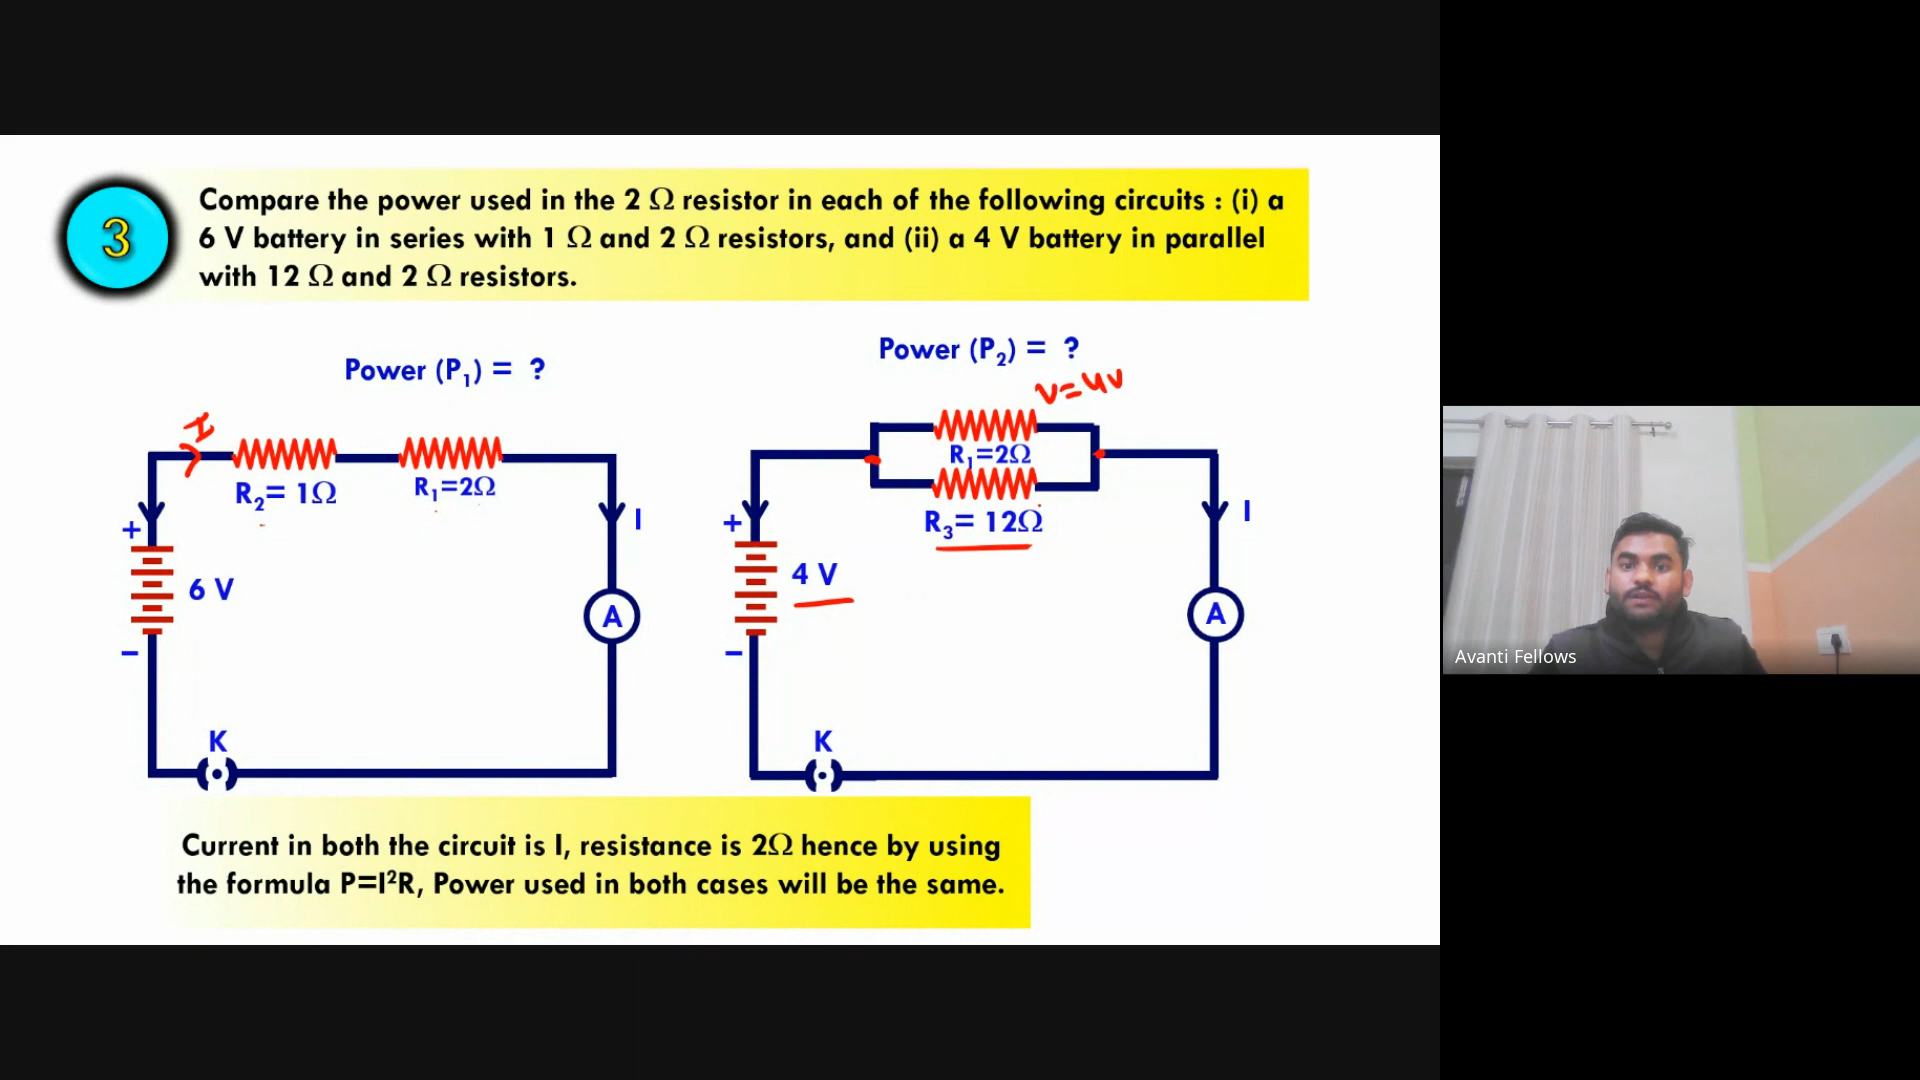 3
Compare the power used in the 2 Ω resistor in each of the following circuits : (i) a
6 V battery in series with 1 Ω and 2 Ω resistors, and (ii) a 4 V battery in parallel
with 12 Ω and 2 Ω resistors.
Power (P₁) = ?
I
R₂= 1Ω
R₁=2Ω
+
I
6 V
A
–
K
Power (P₂) = ?
V=4V
R₁=2Ω
R₃= 12Ω
+
I
4 V
A
–
K
Current in both the circuit is I, resistance is 2Ω hence by using
the formula P=I²R, Power used in both cases will be the same.
Avanti Fellows